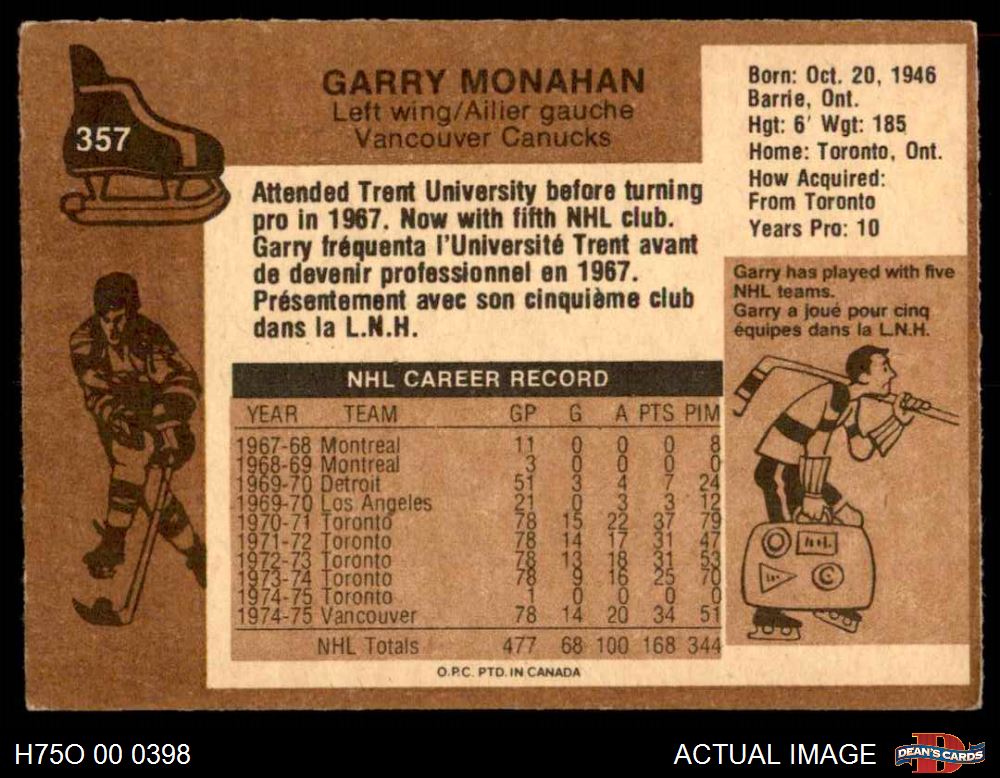 357
GARRY MONAHAN
Left wing/Ailier gauche
Vancouver Canucks
Born: Oct. 20, 1946
Barrie, Ont.
Hgt: 6' Wgt: 185
Home: Toronto, Ont.
How Acquired:
From Toronto
Years Pro: 10
Attended Trent University before turning
pro in 1967. Now with fifth NHL club.
Garry fréquenta l'Université Trent avant
de devenir professionnel en 1967.
Présentement avec son cinquième club
dans la L.N.H.
Garry has played with five
NHL teams.
Garry a joué pour cinq
équipes dans la L.N.H.
NHL CAREER RECORD
YEAR TEAM GP G A PTS PIM
1967-68 Montreal 11 0 0 0 8
1968-69 Montreal 3 0 0 0 0
1969-70 Detroit 51 3 4 7 24
1969-70 Los Angeles 21 0 3 3 12
1970-71 Toronto 78 15 22 37 79
1971-72 Toronto 78 14 17 31 47
1972-73 Toronto 78 13 18 31 53
1973-74 Toronto 78 9 16 25 70
1974-75 Toronto 1 0 0 0 0
1974-75 Vancouver 78 14 20 34 51
NHL Totals 477 68 100 168 344
O.P.C. PTD. IN CANADA
H75O 00 0398
ACTUAL IMAGE
DEAN'S CARDS